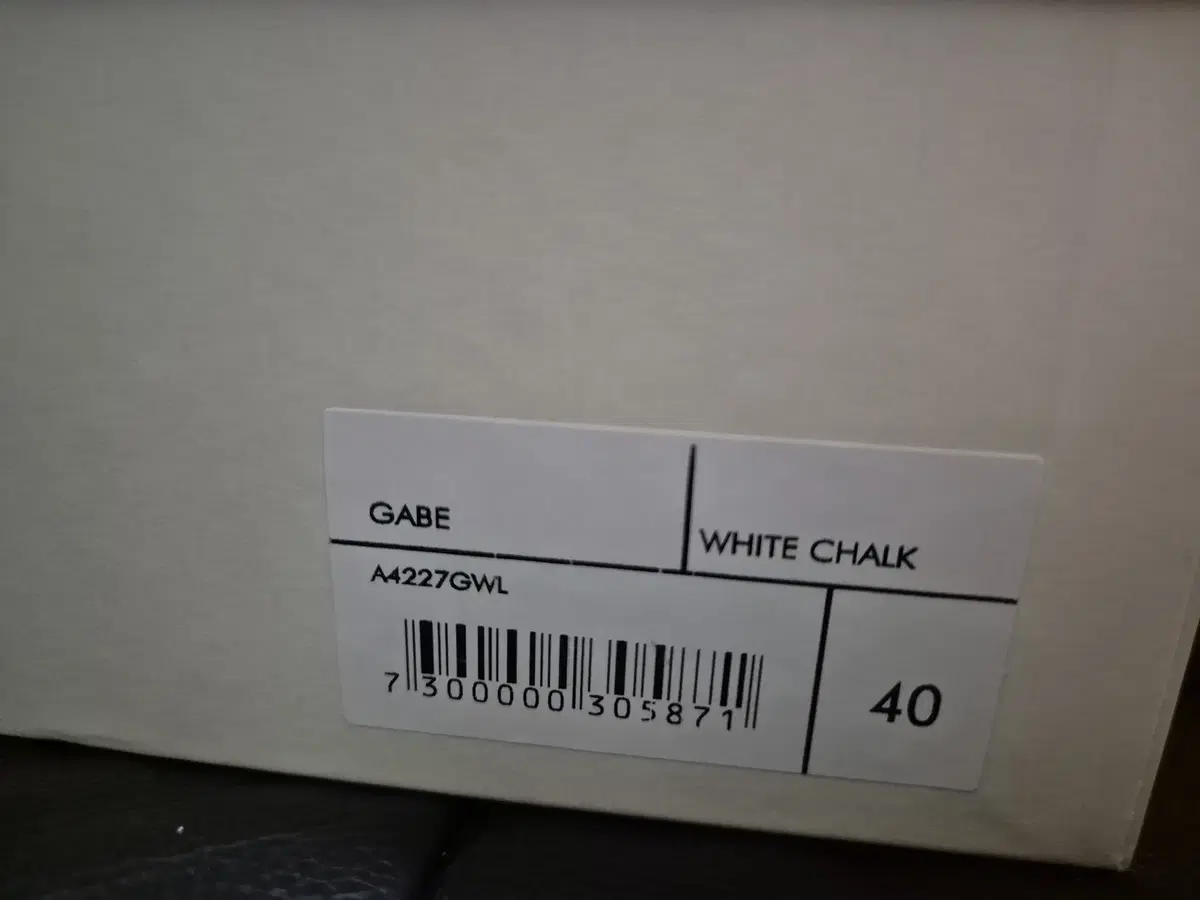 GABE
WHITE CHALK
A4227GWL
7 300000 305871
40